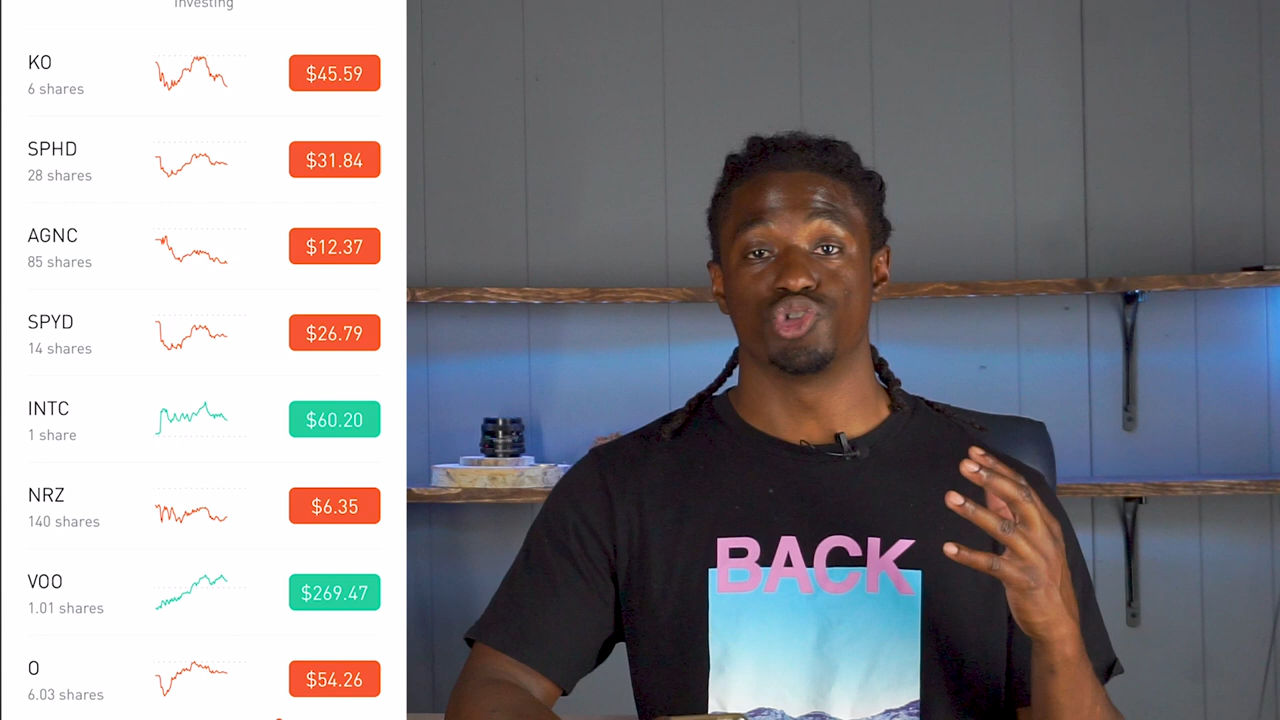 Investing
KO
6 shares
$45.59
SPHD
28 shares
$31.84
AGNC
85 shares
$12.37
SPYD
14 shares
$26.79
INTC
1 share
$60.20
NRZ
140 shares
$6.35
VOO
1.01 shares
$269.47
O
6.03 shares
$54.26
BACK